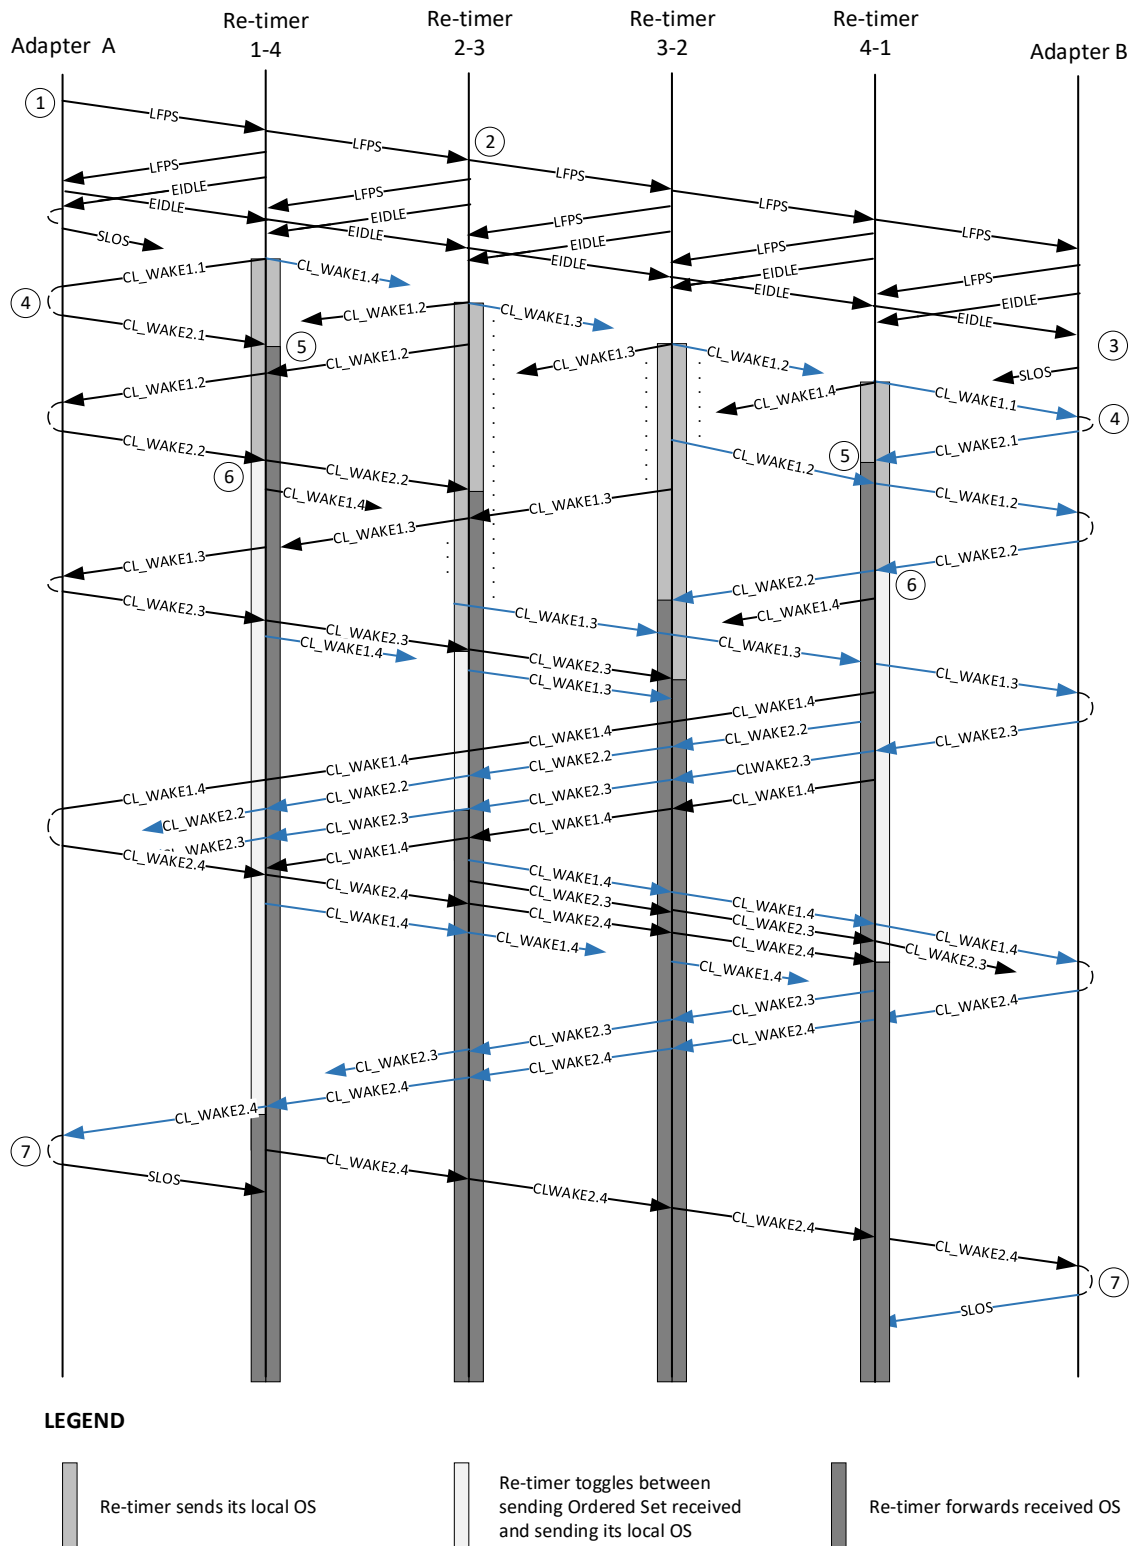 Adapter A
Re-timer
1-4
Re-timer
2-3
Re-timer
3-2
Re-timer
4-1
Adapter B
1
LFPS
LFPS
2
LFPS
LFPS
LFPS
LFPS
EIDLE
EIDLE
LFPS
EIDLE
EIDLE
LFPS
EIDLE
EIDLE
LFPS
EIDLE
EIDLE
LFPS
EIDLE
EIDLE
SLOS
CL_WAKE1.1
CL_WAKE1.4
4
CL_WAKE1.2
CL_WAKE1.3
CL_WAKE2.1
5
3
CL_WAKE1.3
CL_WAKE1.2
SLOS
CL_WAKE1.2
CL_WAKE1.2
CL_WAKE1.4
CL_WAKE1.1
4
CL_WAKE2.2
CL_WAKE2.1
5
CL_WAKE1.2
6
CL_WAKE2.2
CL_WAKE1.4
CL_WAKE1.3
CL_WAKE1.2
CL_WAKE1.3
CL_WAKE1.3
CL_WAKE2.2
CL_WAKE2.2
6
CL_WAKE2.3
CL_WAKE1.3
CL_WAKE1.4
CL_WAKE2.3
CL_WAKE1.4
CL_WAKE1.3
CL_WAKE2.3
CL_WAKE1.3
CL_WAKE1.3
CL_WAKE1.4
CL_WAKE2.2
CL_WAKE2.3
CL_WAKE1.4
CL_WAKE2.2
CLWAKE2.3
CL_WAKE1.4
CL_WAKE1.4
CL_WAKE2.2
CL_WAKE2.3
CL_WAKE1.4
CL_WAKE2.2
CL_WAKE2.3
CL_WAKE1.4
CL_WAKE2.3
CL_WAKE1.4
CL_WAKE2.4
CL_WAKE1.4
CL_WAKE2.4
CL_WAKE2.3
CL_WAKE1.4
CL_WAKE1.4
CL_WAKE2.4
CL_WAKE2.3
CL_WAKE1.4
CL_WAKE1.4
CL_WAKE2.4
CL_WAKE2.3
CL_WAKE1.4
CL_WAKE2.3
CL_WAKE2.4
CL_WAKE2.3
CL_WAKE2.4
CL_WAKE2.3
CL_WAKE2.4
CL_WAKE2.4
CL_WAKE2.4
7
SLOS
CL_WAKE2.4
CLWAKE2.4
CL_WAKE2.4
CL_WAKE2.4
7
SLOS
LEGEND
Re-timer sends its local OS
Re-timer toggles between
sending Ordered Set received
and sending its local OS
Re-timer forwards received OS